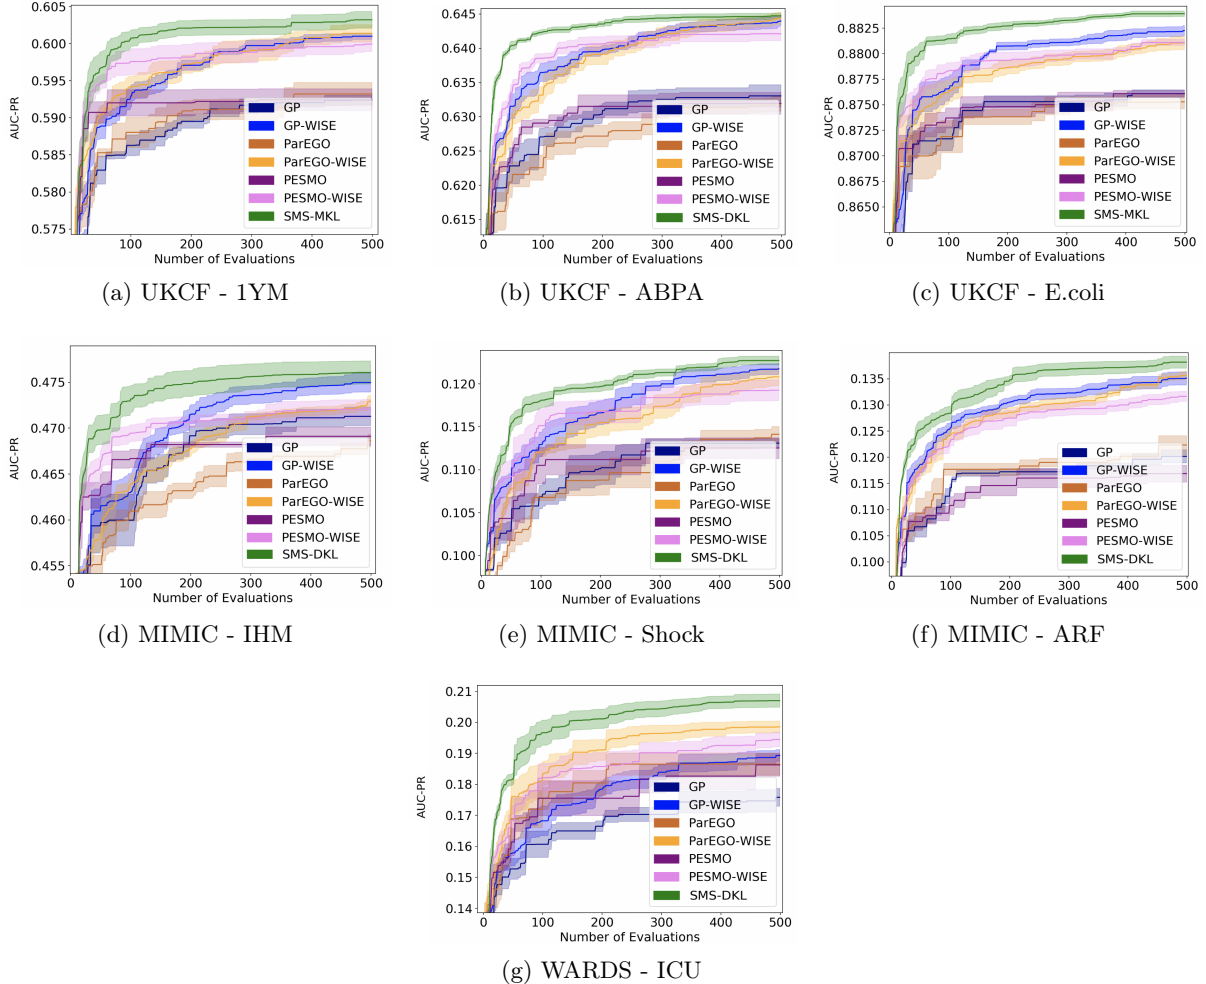 0.605
0.600
0.595
0.590
0.585
0.580
0.575
AUC-PR
GP
GP-WISE
ParEGO
ParEGO-WISE
PESMO
PESMO-WISE
SMS-MKL
100 200 300 400 500
Number of Evaluations
(a) UKCF - 1YM
0.645
0.640
0.635
0.630
0.625
0.620
0.615
AUC-PR
GP
GP-WISE
ParEGO
ParEGO-WISE
PESMO
PESMO-WISE
SMS-DKL
0 100 200 300 400 500
Number of Evaluations
(b) UKCF - ABPA
0.8825
0.8800
0.8775
0.8750
0.8725
0.8700
0.8675
0.8650
AUC-PR
GP
GP-WISE
ParEGO
ParEGO-WISE
PESMO
PESMO-WISE
SMS-MKL
0 100 200 300 400 500
Number of Evaluations
(c) UKCF - E.coli
0.475
0.470
0.465
0.460
0.455
AUC-PR
GP
GP-WISE
ParEGO
ParEGO-WISE
PESMO
PESMO-WISE
SMS-DKL
0 100 200 300 400 500
Number of Evaluations
(d) MIMIC - IHM
0.120
0.115
0.110
0.105
0.100
AUC-PR
GP
GP-WISE
ParEGO
ParEGO-WISE
PESMO
PESMO-WISE
SMS-DKL
0 100 200 300 400 500
Number of Evaluations
(e) MIMIC - Shock
0.135
0.130
0.125
0.120
0.115
0.110
0.105
0.100
AUC-PR
GP
GP-WISE
ParEGO
ParEGO-WISE
PESMO
PESMO-WISE
SMS-DKL
0 100 200 300 400 500
Number of Evaluations
(f) MIMIC - ARF
0.21
0.20
0.19
0.18
0.17
0.16
0.15
0.14
AUC-PR
GP
GP-WISE
ParEGO
ParEGO-WISE
PESMO
PESMO-WISE
SMS-DKL
0 100 200 300 400 500
Number of Evaluations
(g) WARDS - ICU